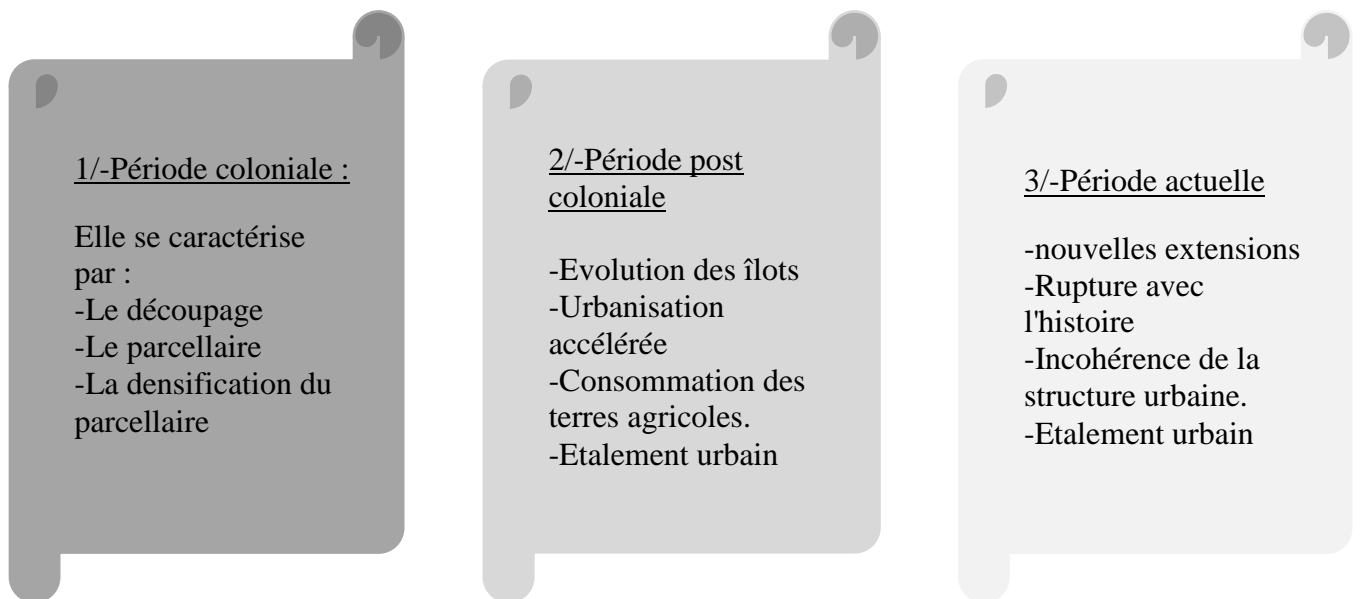 1/-Période coloniale :
Elle se caractérise
par :
-Le découpage
-Le parcellaire
-La densification du
parcellaire
2/-Période post
coloniale
-Evolution des îlots
-Urbanisation
accélérée
-Consommation des
terres agricoles.
-Etalement urbain
3/-Période actuelle
-nouvelles extensions
-Rupture avec
l'histoire
-Incohérence de la
structure urbaine.
-Etalement urbain